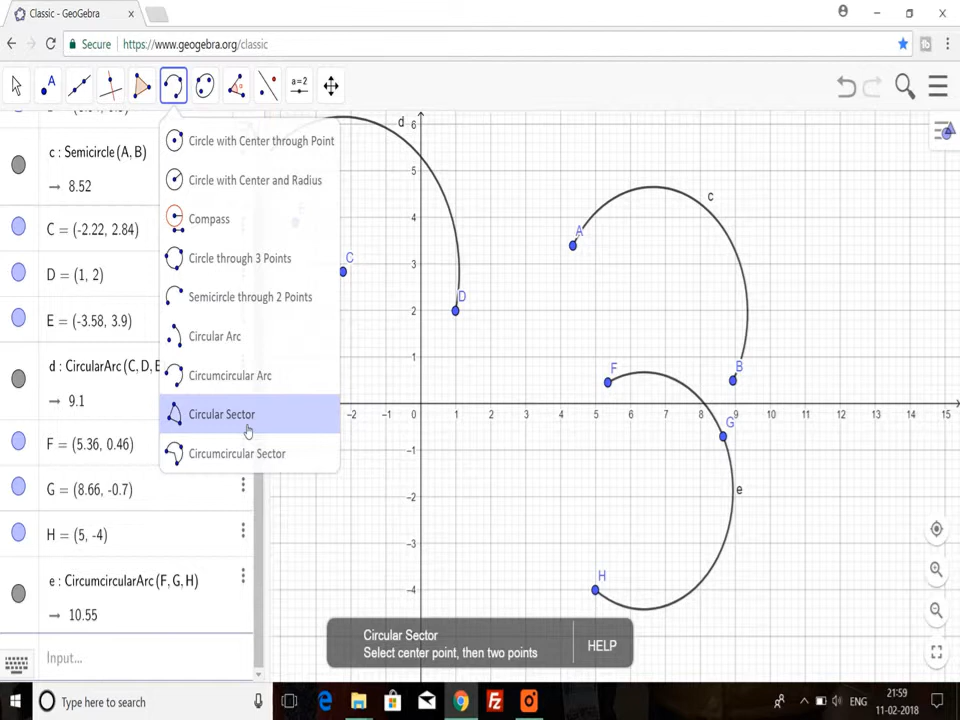 Classic - GeoGebra
Secure
https://www.geogebra.org/classic
A
a=2
c : Semicircle(A, B)
→ 8.52
C = (-2.22, 2.84)
D = (1, 2)
E = (-3.58, 3.9)
d : CircularArc(C, D, E
→ 9.1
F = (5.36, 0.46)
G = (8.66, -0.7)
H = (5, -4)
e : CircumcircularArc(F, G, H)
→ 10.55
Input...
Circle with Center through Point
Circle with Center and Radius
Compass
Circle through 3 Points
Semicircle through 2 Points
Circular Arc
Circumcircular Arc
Circular Sector
Circumcircular Sector
d
6
5
c
4
A
E
3
C
D
2
1
B
F
-2 -1 0 1 2 3 4 5 6 7 8 9 10 11 12 13 14 15
G
-1
e
-2
-3
H
-4
Circular Sector
Select center point, then two points
HELP
Type here to search
ENG
21:59
11-02-2018